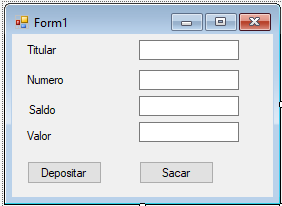 Form1
Titular
Numero
Saldo
Valor
Depositar Sacar